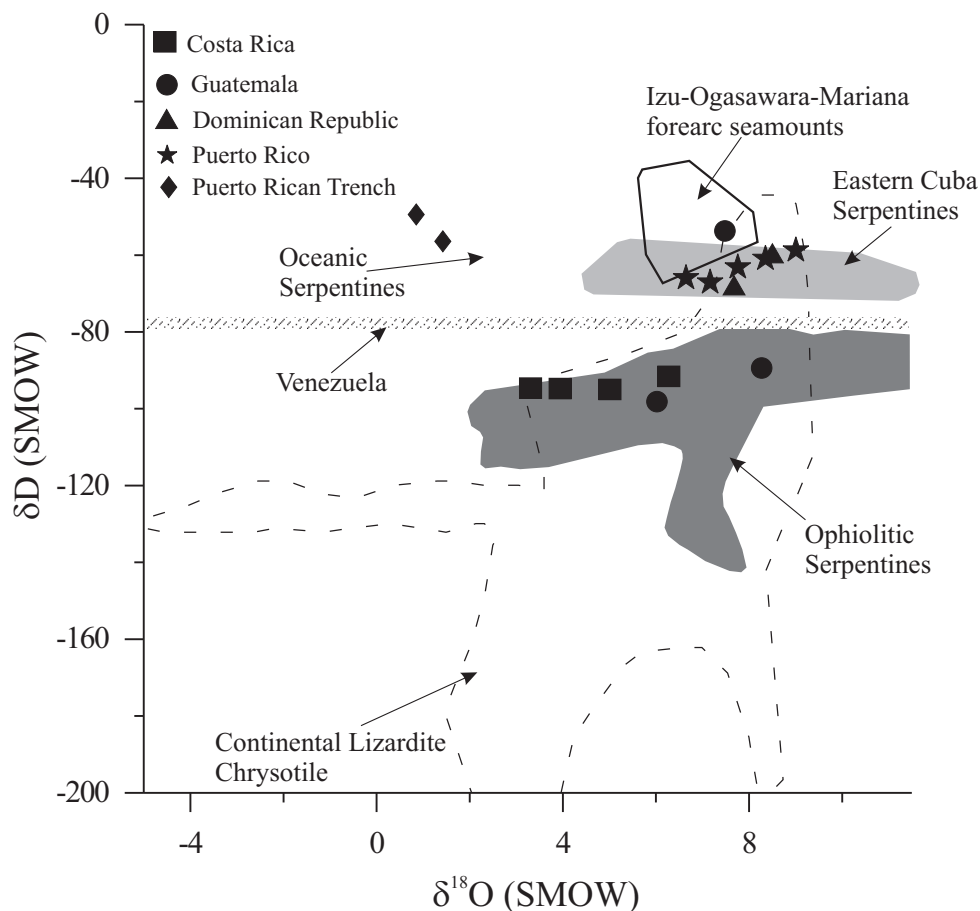 0
-40
-80
-120
-160
-200
δD (SMOW)
Costa Rica
Guatemala
Dominican Republic
Puerto Rico
Puerto Rican Trench
Izu-Ogasawara-Mariana
forearc seamounts
Eastern Cuba
Serpentines
Oceanic
Serpentines
Venezuela
Ophiolitic
Serpentines
Continental Lizardite
Chrysotile
-4
0
4
8
δ¹⁸O (SMOW)